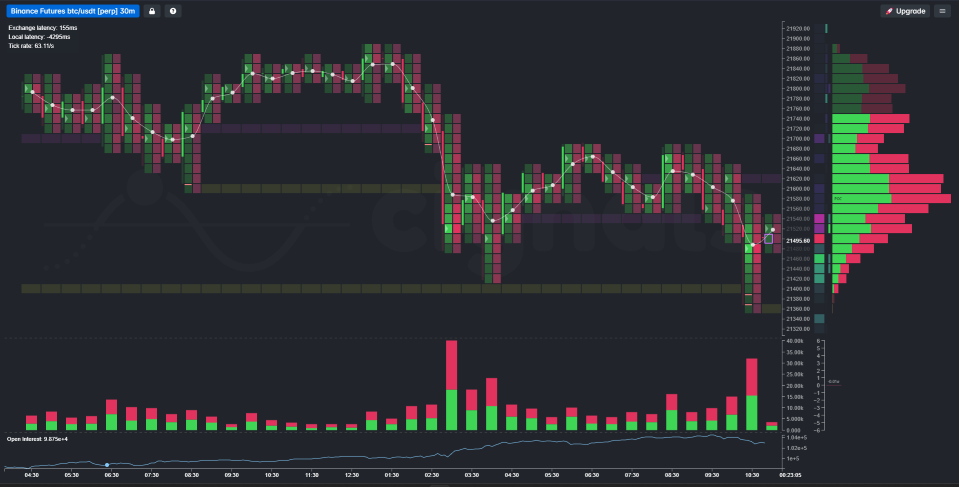 Binance Futures btc/usdt [perp] 30m
Upgrade
Exchange latency: 155ms
Local latency: -4295ms
Tick rate: 63.11/s
21920.00
21900.00
21880.00
21860.00
21840.00
21820.00
21800.00
21780.00
21760.00
21740.00
21720.00
21700.00
21680.00
21660.00
21640.00
21620.00
21600.00
21580.00
21560.00
21540.00
21520.00
21495.60
21480.00
21460.00
21440.00
21420.00
21400.00
21380.00
21360.00
21340.00
21320.00
40.00k
35.00k
30.00k
25.00k
20.00k
15.00k
10.00k
5.000k
0.000
6
5
4
3
2
1
0
−1
−2
−3
−4
−5
−6
Open Interest: 9.875e+4
1.04e+5
1.02e+5
1e+5
04:30 05:30 06:30 07:30 08:30 09:30 10:30 11:30 12:30 01:30 02:30 03:30 04:30 05:30 06:30 07:30 08:30 09:30 10:30 00:23:05